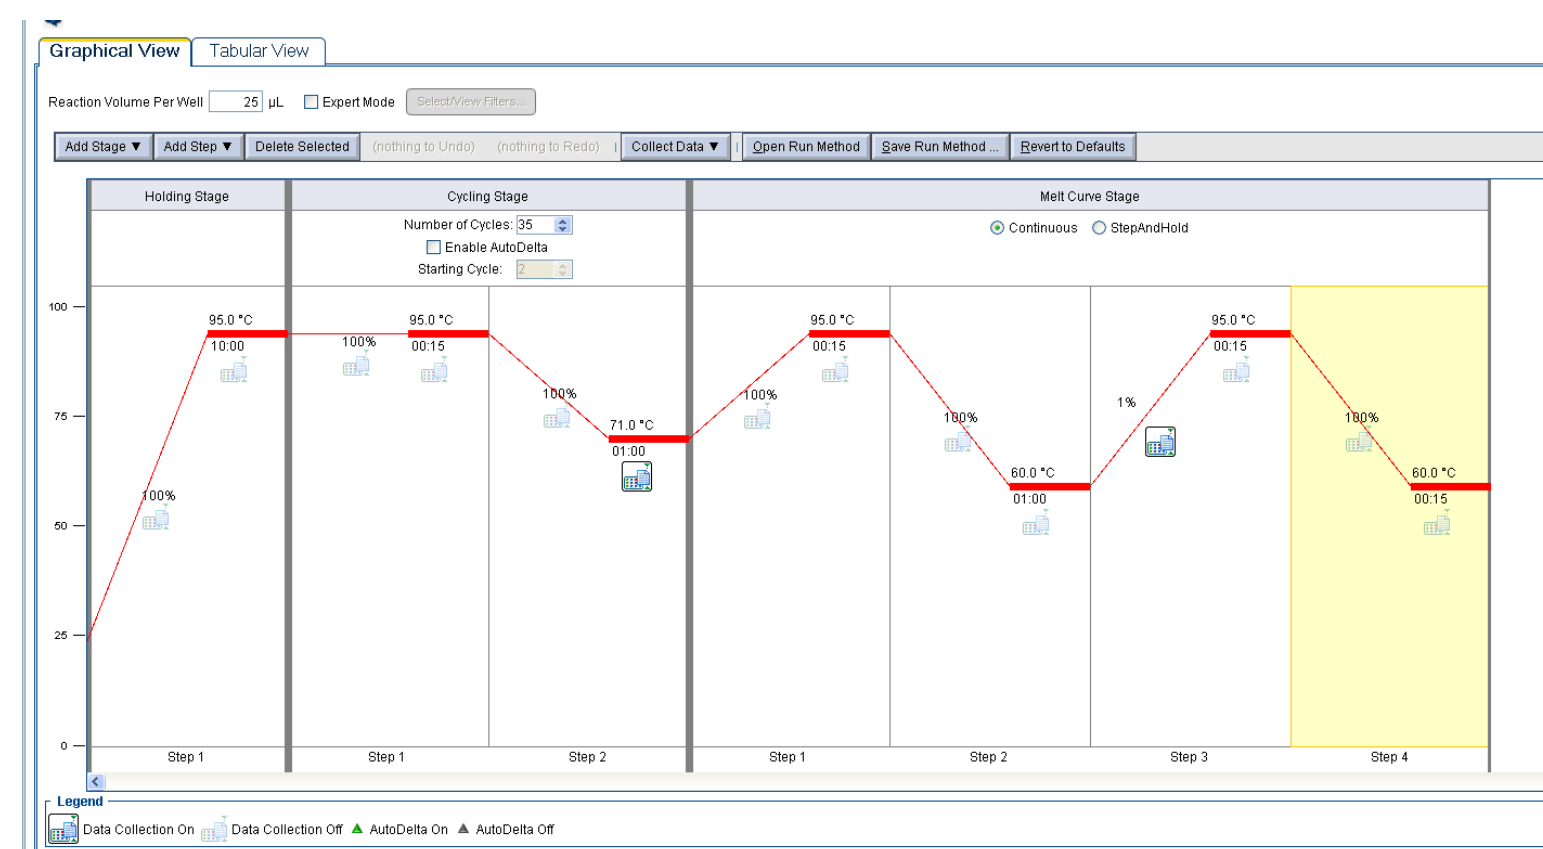 Graphical View Tabular View
Reaction Volume Per Well 25 µL Expert Mode Select/View Filters...
Add Stage ▼ Add Step ▼ Delete Selected (nothing to Undo) (nothing to Redo) Collect Data ▼ Open Run Method Save Run Method ... Revert to Defaults
Holding Stage Cycling Stage Melt Curve Stage
Number of Cycles: 35
Continuous StepAndHold
Enable AutoDelta
Starting Cycle: 2
100
95.0 °C 95.0 °C 95.0 °C 95.0 °C
10:00 100% 00:15 00:15 00:15
100% 100% 1%
75 100% 100%
71.0 °C
01:00
60.0 °C 60.0 °C
100% 01:00 00:15
50
25
0
Step 1 Step 1 Step 2 Step 1 Step 2 Step 3 Step 4
Legend
Data Collection On Data Collection Off AutoDelta On AutoDelta Off